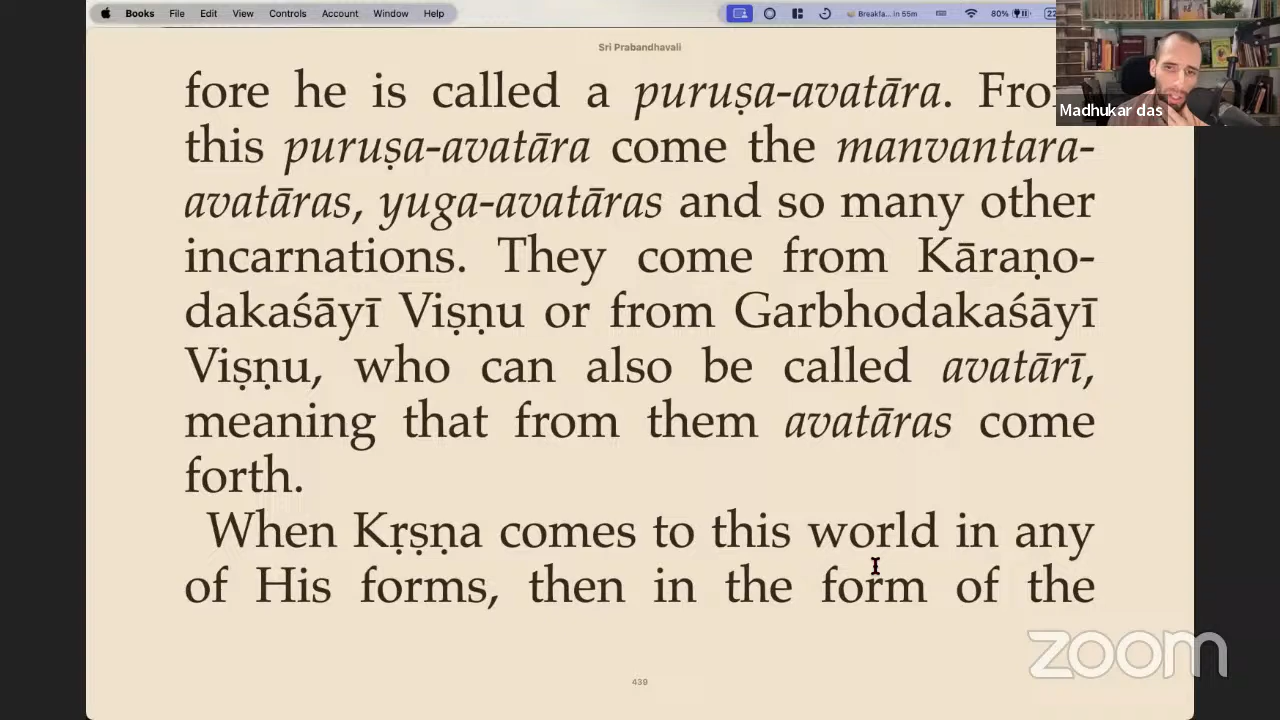 Books File Edit View Controls Account Window Help
Breakfa... in 55m 80%
Sri Prabandhavali
Madhukar das
fore he is called a puruṣa-avatāra.
this puruṣa-avatāra come the manvantara-
avatāras, yuga-avatāras and so many other
incarnations. They come from Kāraṇo-
dakaśāyī Viṣṇu or from Garbhodakaśāyī
Viṣṇu, who can also be called avatārī,
meaning that from them avatāras come
forth.
When Kṛṣṇa comes to this world in any
of His forms, then in the form of the
zoom
439